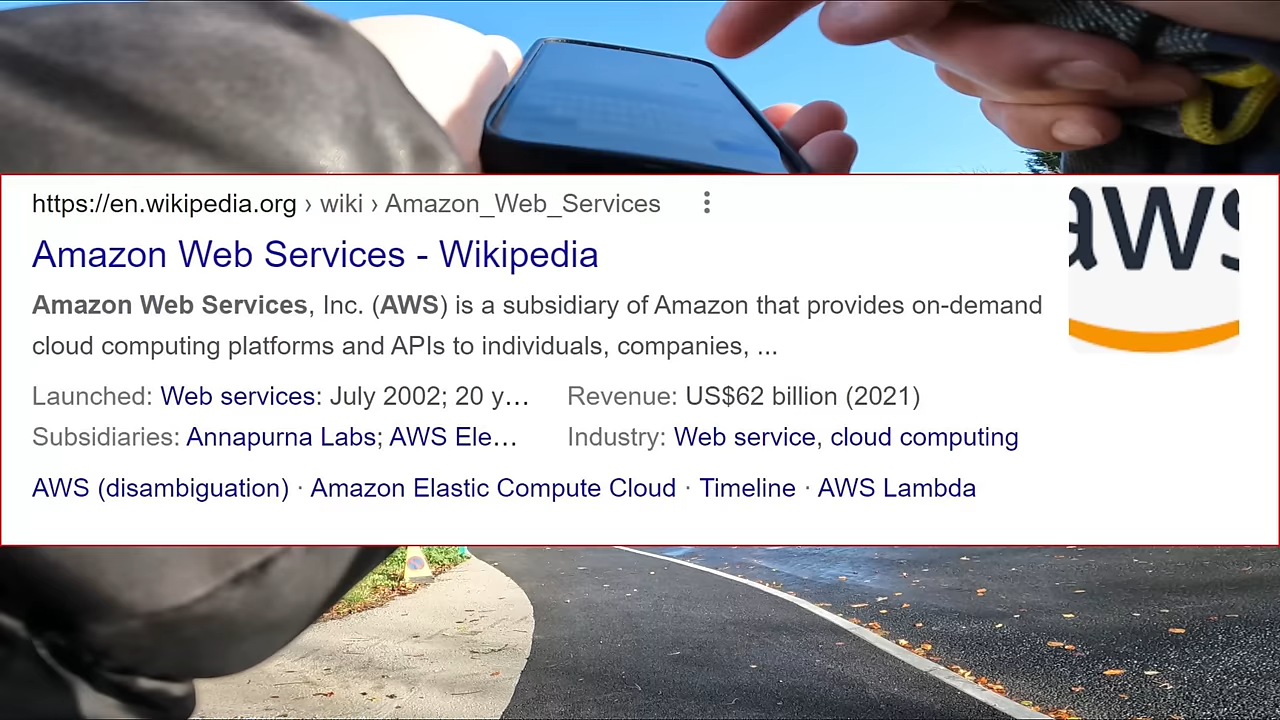 https://en.wikipedia.org › wiki › Amazon_Web_Services
Amazon Web Services - Wikipedia
aws
Amazon Web Services, Inc. (AWS) is a subsidiary of Amazon that provides on-demand
cloud computing platforms and APIs to individuals, companies, ...
Launched: Web services: July 2002; 20 y... Revenue: US$62 billion (2021)
Subsidiaries: Annapurna Labs; AWS Ele... Industry: Web service, cloud computing
AWS (disambiguation) · Amazon Elastic Compute Cloud · Timeline · AWS Lambda